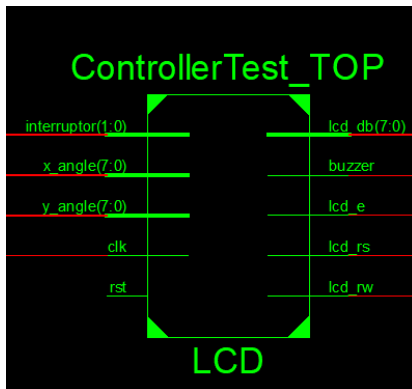 ControllerTest_TOP
interruptor(1:0) lcd_db(7:0)
x_angle(7:0) buzzer
y_angle(7:0) lcd_e
clk lcd_rs
rst lcd_rw
LCD